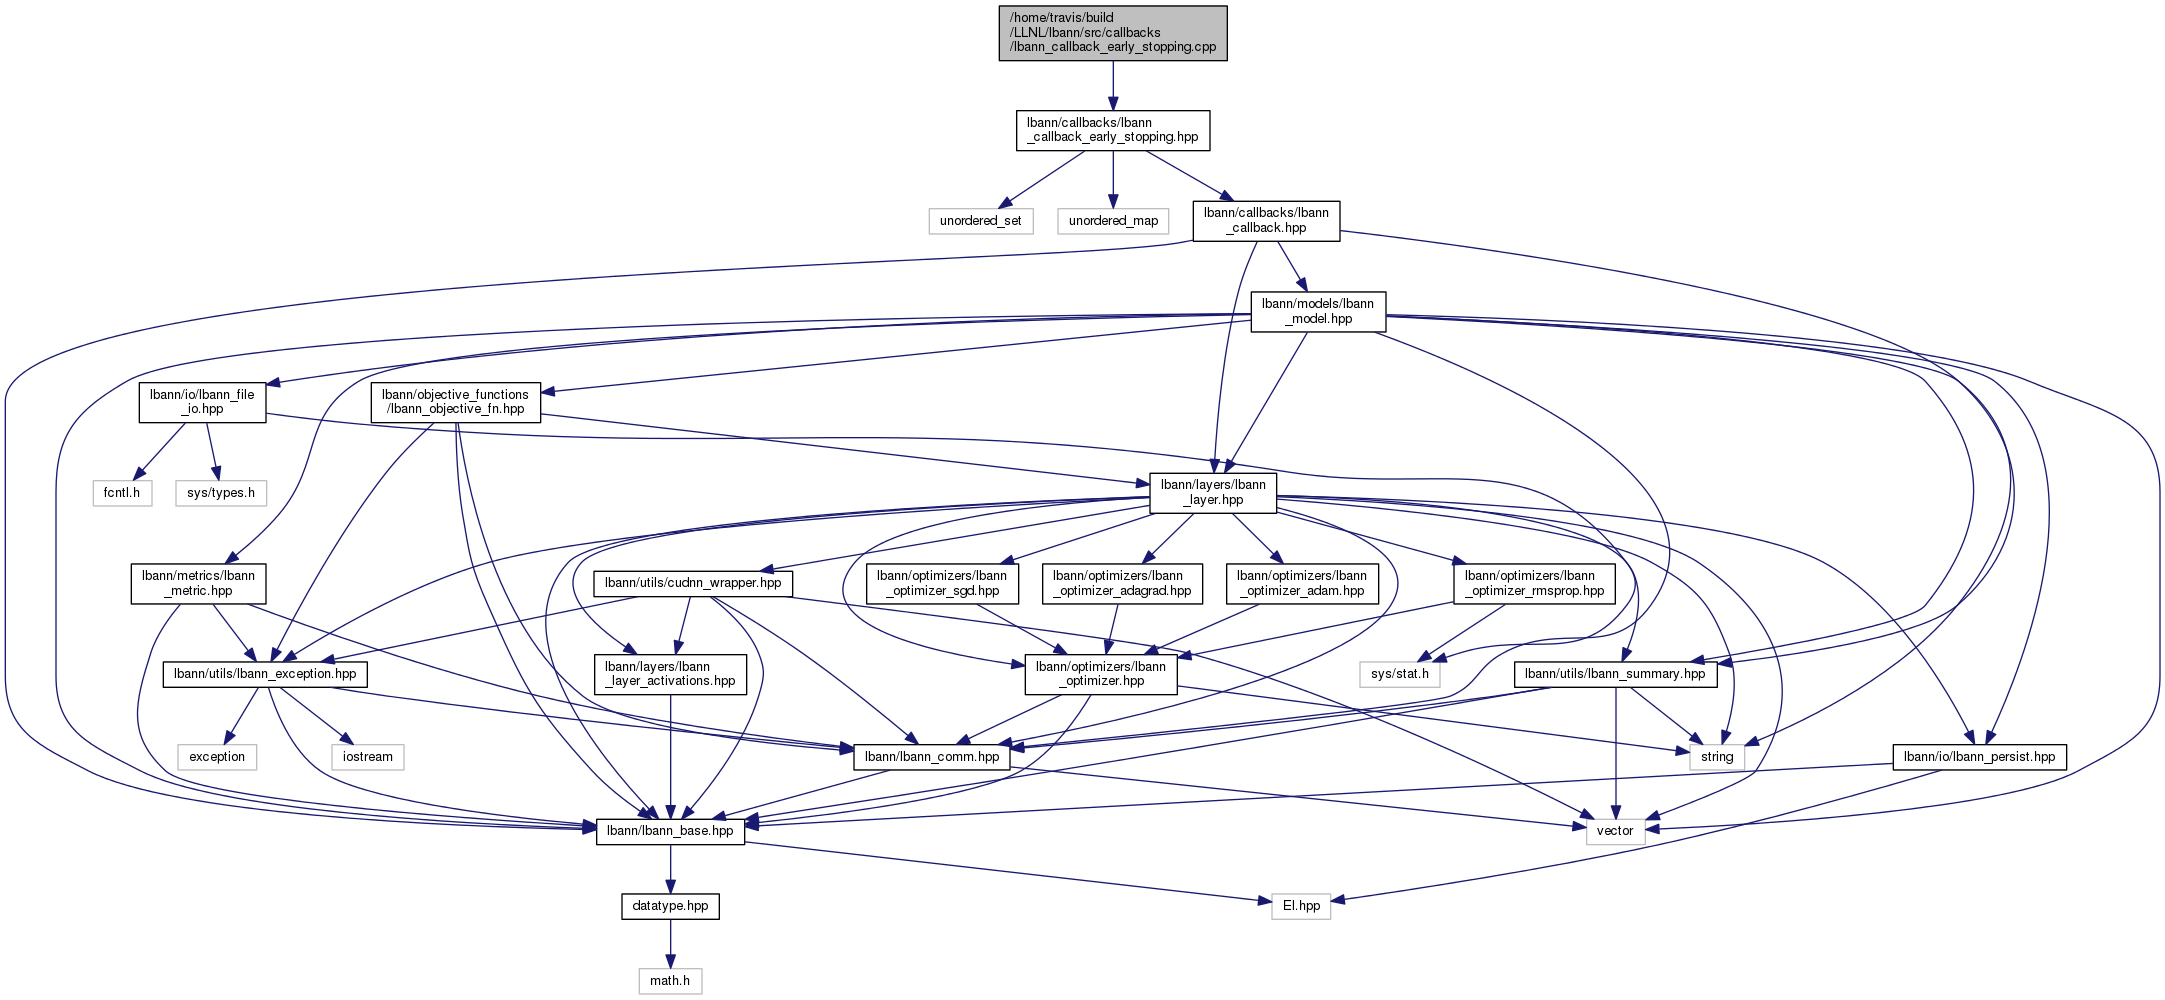 /home/travis/build
/LLNL/lbann/src/callbacks
/lbann_callback_early_stopping.cpp
lbann/callbacks/lbann
_callback_early_stopping.hpp
unordered_set
unordered_map
lbann/callbacks/lbann
_callback.hpp
lbann/models/lbann
_model.hpp
lbann/io/lbann_file
_io.hpp
lbann/objective_functions
/lbann_objective_fn.hpp
fcntl.h
sys/types.h
lbann/layers/lbann
_layer.hpp
lbann/metrics/lbann
_metric.hpp
lbann/utils/cudnn_wrapper.hpp
lbann/optimizers/lbann
_optimizer_sgd.hpp
lbann/optimizers/lbann
_optimizer_adagrad.hpp
lbann/optimizers/lbann
_optimizer_adam.hpp
lbann/optimizers/lbann
_optimizer_rmsprop.hpp
lbann/utils/lbann_exception.hpp
lbann/layers/lbann
_layer_activations.hpp
lbann/optimizers/lbann
_optimizer.hpp
sys/stat.h
lbann/utils/lbann_summary.hpp
exception
iostream
lbann/lbann_comm.hpp
string
lbann/io/lbann_persist.hpp
lbann/lbann_base.hpp
vector
datatype.hpp
El.hpp
math.h